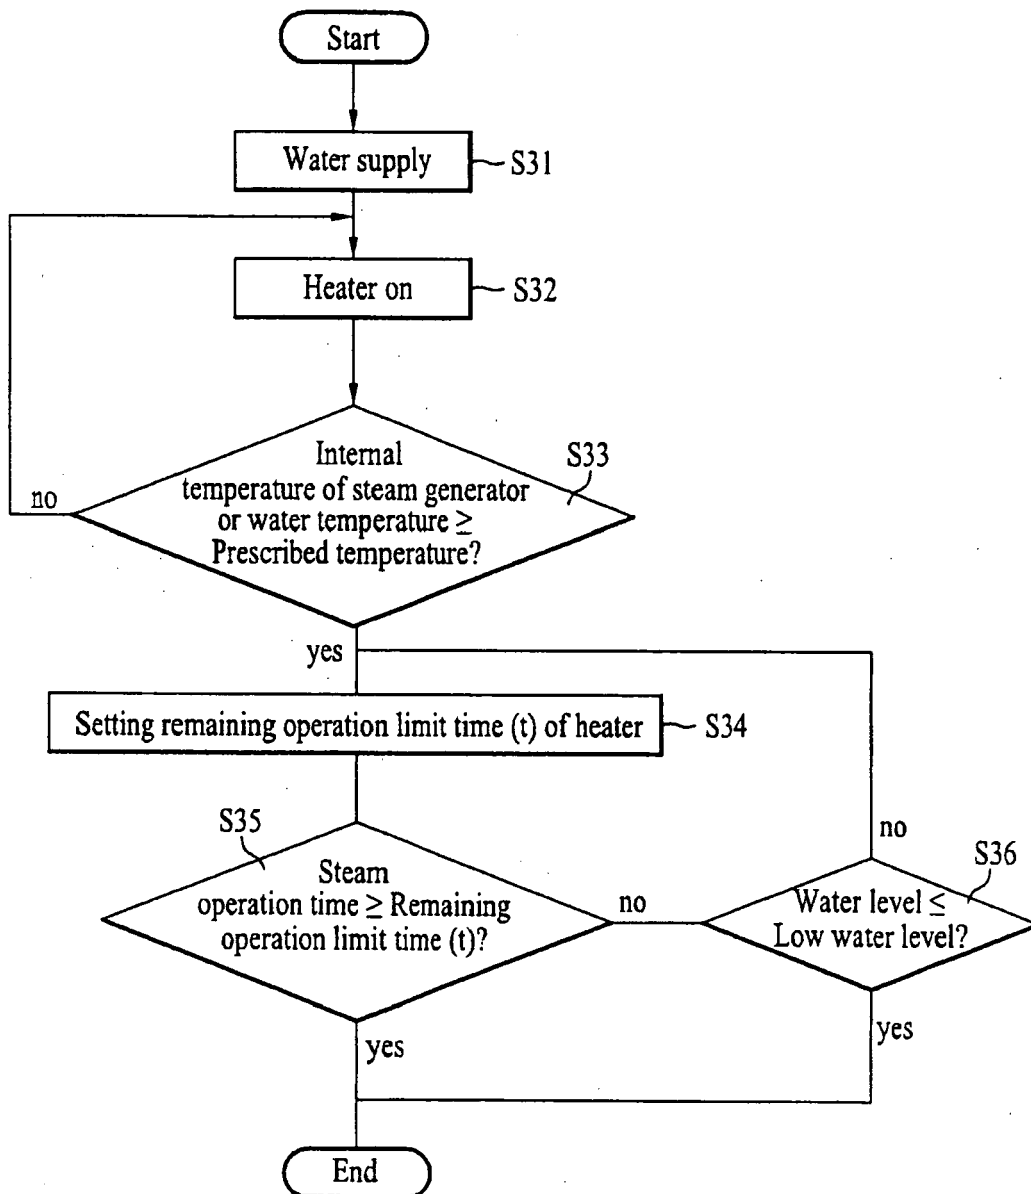 Start
Water supply
S31
Heater on
S32
Internal
temperature of steam generator
or water temperature ≥
Prescribed temperature?
S33
no
yes
Setting remaining operation limit time (t) of heater
S34
S35
Steam
operation time ≥ Remaining
operation limit time (t)?
no
no
S36
Water level ≤
Low water level?
yes
yes
End